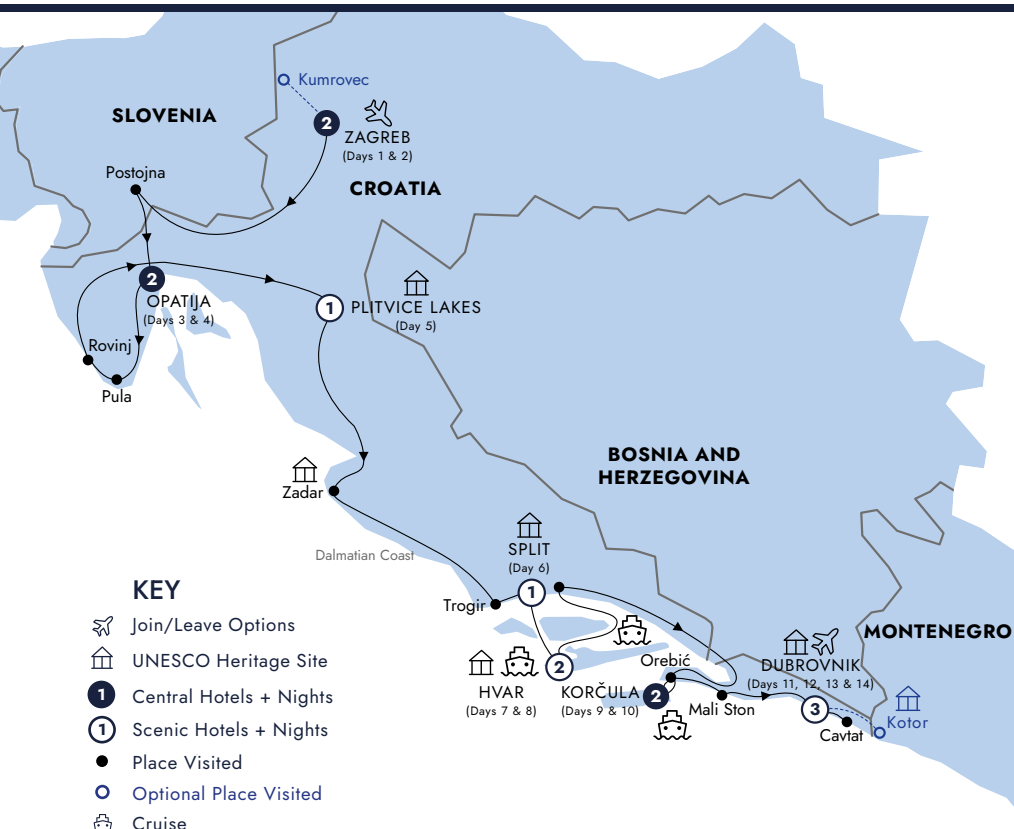 Kumrovec
SLOVENIA
2
ZAGREB
(Days 1 & 2)
Postojna
CROATIA
2
OPATIJA
(Days 3 & 4)
1
PLITVICE LAKES
(Day 5)
Rovinj
Pula
BOSNIA AND
HERZEGOVINA
Zadar
Dalmatian Coast
SPLIT
(Day 6)
1
Trogir
MONTENEGRO
2
HVAR
(Days 7 & 8)
Orebić
KORČULA
(Days 9 & 10)
2
Mali Ston
DUBROVNIK
(Days 11, 12, 13 & 14)
3
Cavtat
Kotor
KEY
Join/Leave Options
UNESCO Heritage Site
1 Central Hotels + Nights
1 Scenic Hotels + Nights
Place Visited
Optional Place Visited
Cruise